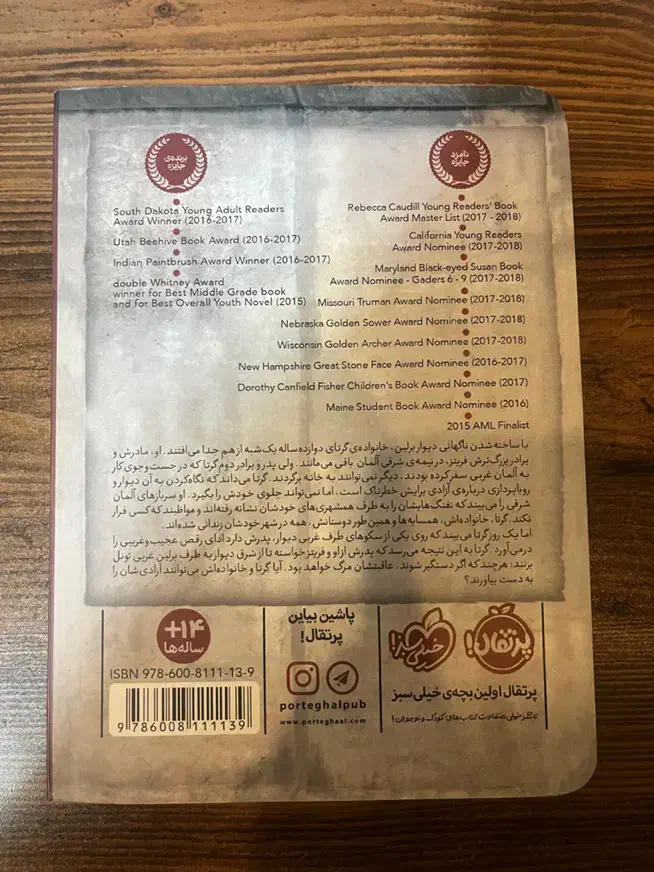 برنده‌ی
جایزه
South Dakota Young Adult Readers
Award Winner (2016-2017)
Utah Beehive Book Award (2016-2017)
Indian Paintbrush Award Winner (2016-2017)
double Whitney Award
winner for Best Middle Grade book
and for Best Overall Youth Novel (2015)
نامزد
جایزه
Rebecca Caudill Young Readers' Book
Award Master List (2017 - 2018)
California Young Readers
Award Nominee (2017-2018)
Maryland Black-eyed Susan Book
Award Nominee - Gaders 6 - 9 (2017-2018)
Missouri Truman Award Nominee (2017-2018)
Nebraska Golden Sower Award Nominee (2017-2018)
Wisconsin Golden Archer Award Nominee (2017-2018)
New Hampshire Great Stone Face Award Nominee (2016-2017)
Dorothy Canfield Fisher Children's Book Award Nominee (2017)
Maine Student Book Award Nominee (2016)
2015 AML Finalist
با ساخته‌شدن ناگهانی دیوار برلین، خانواده‌ی گرتای دوازده‌ساله یک‌شبه از هم جدا می‌افتند. او، مادرش و
برادر بزرگ‌ترش فریتز، در نیمه‌ی شرقی آلمان باقی می‌مانند. ولی پدر و برادر دوم گرتا که در جست‌وجوی کار
به آلمان غربی سفر کرده بودند، دیگر نمی‌توانند به خانه برگردند. گرتا می‌داند که نگاه‌کردن به آن دیوار و
رویاپردازی درباره‌ی آزادی برایش خطرناک است. اما نمی‌تواند جلوی خودش را بگیرد. او سربازهای آلمان
شرقی را می‌بیند که تفنگ‌هایشان را به طرف همشهری‌های خودشان نشانه رفته‌اند و مواظبند که کسی فرار
نکند. گرتا، خانواده‌اش، همسایه‌ها و همین‌طور دوستانش، همه در شهر خودشان زندانی شده‌اند.
اما یک روز گرتا می‌بیند که روی یکی از سکوهای طرف غربی دیوار، پدرش دارد ادای رقص عجیب‌وغریبی را
درمی‌آورد. گرتا به این نتیجه می‌رسد که پدرش از او و فریتز خواسته تا از شرق دیوار به طرف برلین غربی تونل
بزنند؛ هرچند که اگر دستگیر شوند، عاقبتشان مرگ خواهد بود. آیا گرتا و خانواده‌اش می‌توانند آزادی‌شان را
به دست بیاورند؟
پرتقال!
خیلی سبز!
پرتقال اولین بچه‌ی خیلی سبز
ناشر خیلی متفاوت کتاب‌های کودک و نوجوان!
پاشین بیاین
پرتقال!
porteghalpub
www.porteghaal.com
+۱۴
ساله‌ها
ISBN 978-600-8111-13-9
9 786008 111139